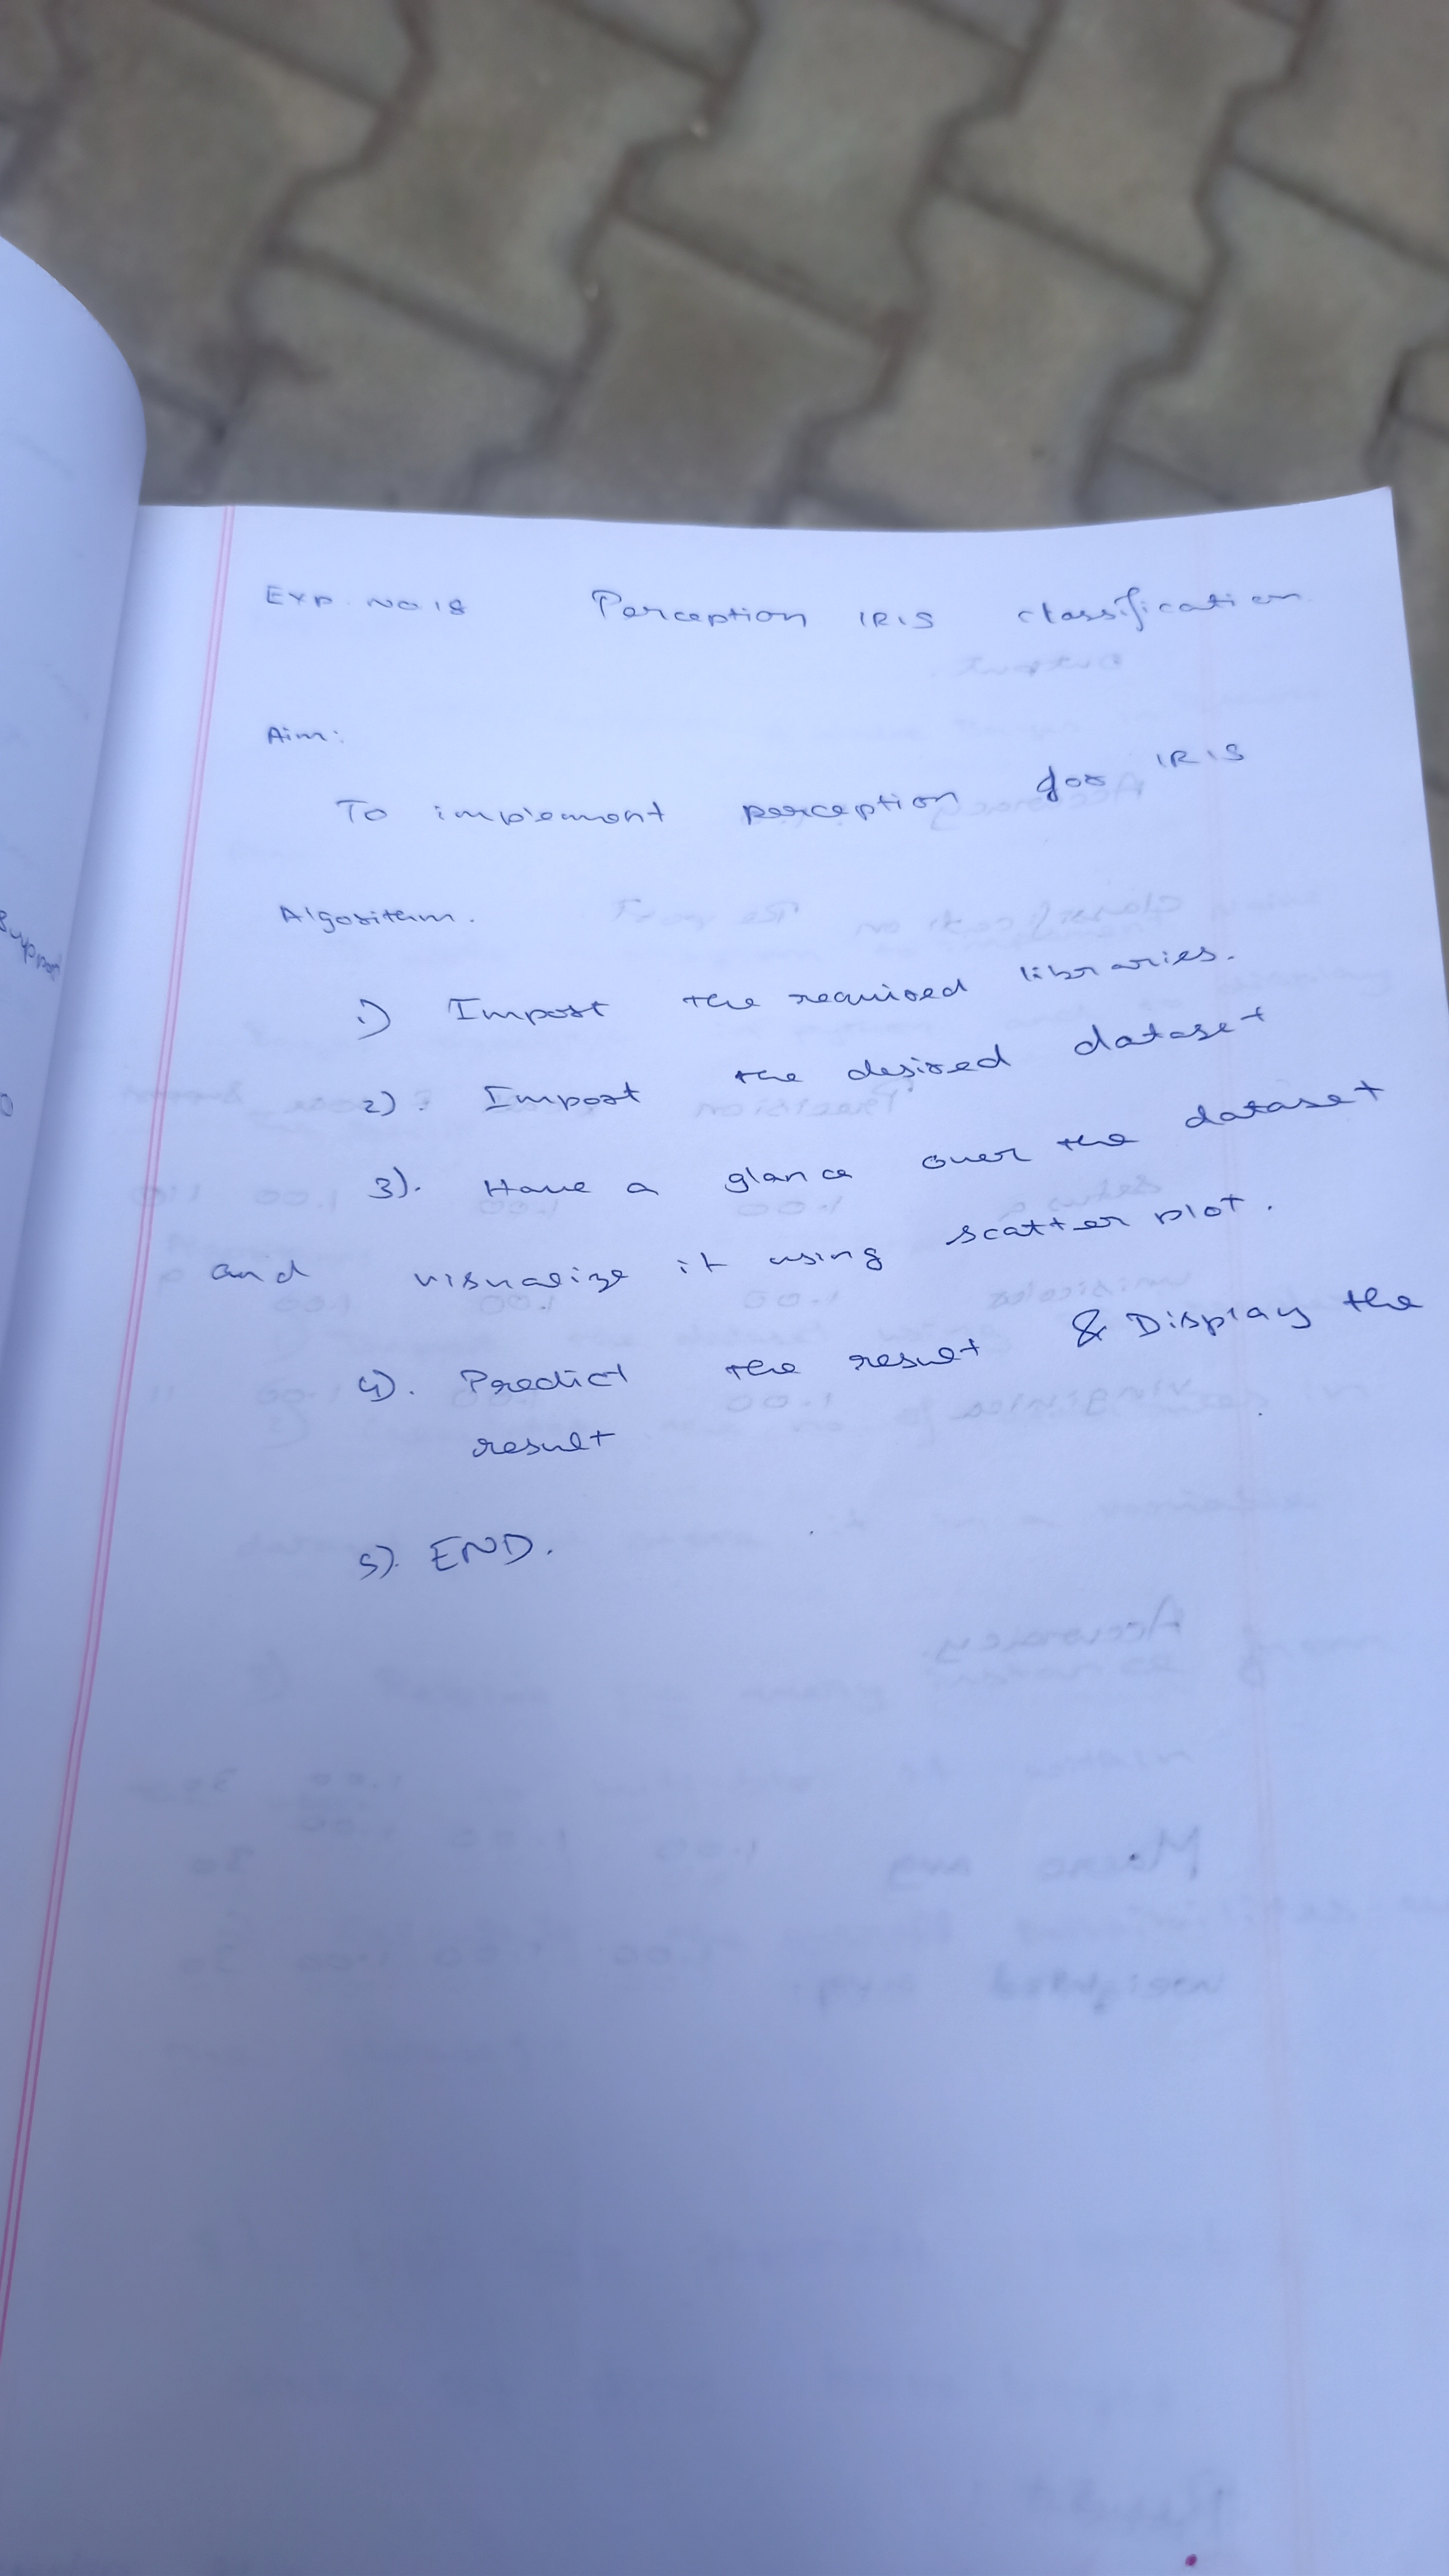 Exp. No 18 Perception IRIS classification
Aim:
To implement perception for IRIS
Algorithm.
1) Import the required libraries.
2). Import the desired dataset
3). Have a glance over the dataset
and visualize it using scatter plot.
4). Predict the result & Display the
result
5). END.
Support